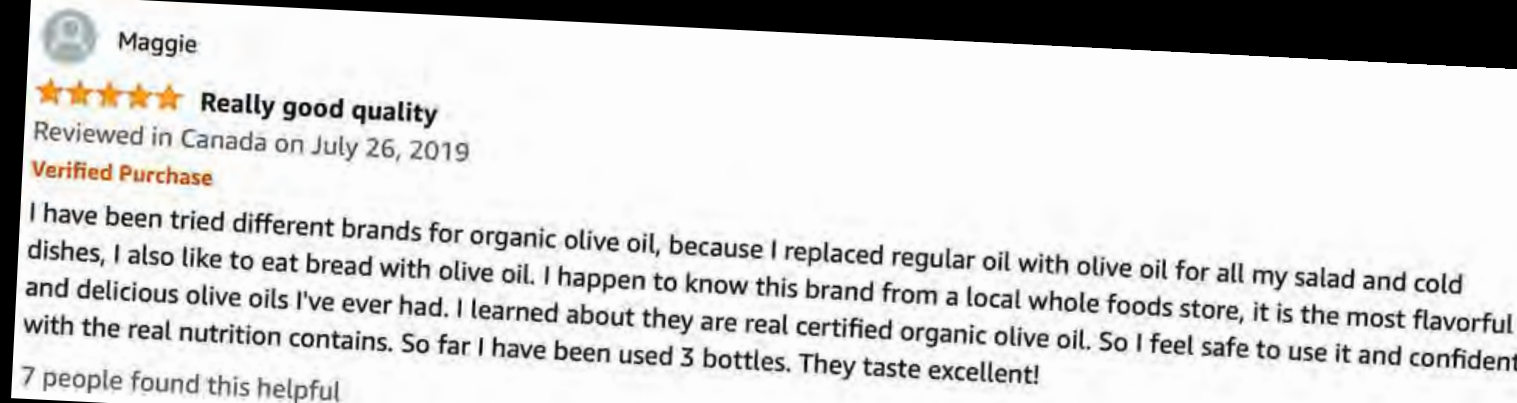 Maggie
Really good quality
Reviewed in Canada on July 26, 2019
Verified Purchase
I have been tried different brands for organic olive oil, because I replaced regular oil with olive oil for all my salad and cold
dishes, I also like to eat bread with olive oil. I happen to know this brand from a local whole foods store, it is the most flavorful
and delicious olive oils I've ever had. I learned about they are real certified organic olive oil. So I feel safe to use it and confident
with the real nutrition contains. So far I have been used 3 bottles. They taste excellent!
7 people found this helpful